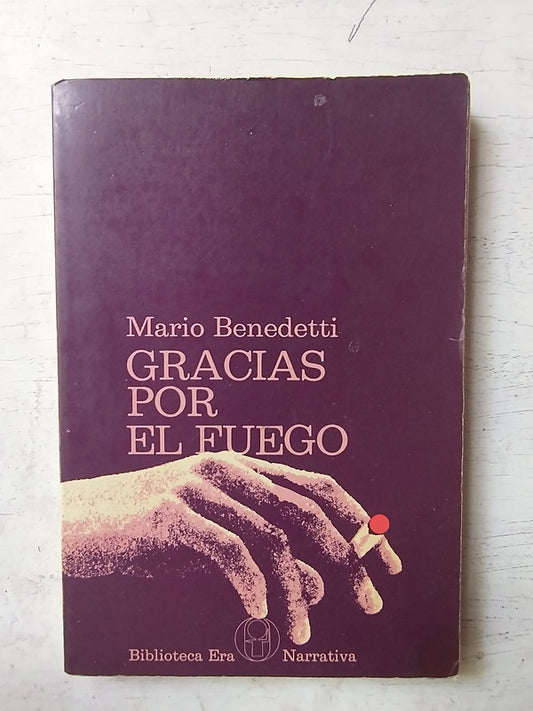 Mario Benedetti
GRACIAS
POR
EL FUEGO
Biblioteca Era Narrativa